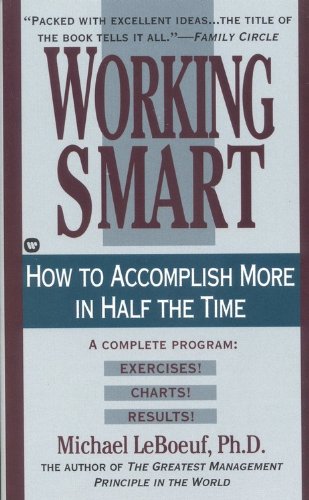 “PACKED WITH EXCELLENT IDEAS...THE TITLE OF
THE BOOK TELLS IT ALL.”—FAMILY CIRCLE
WORKING
SMART
HOW TO ACCOMPLISH MORE
IN HALF THE TIME
A COMPLETE PROGRAM:
EXERCISES!
CHARTS!
RESULTS!
Michael LeBoeuf, Ph.D.
THE AUTHOR OF THE GREATEST MANAGEMENT
PRINCIPLE IN THE WORLD